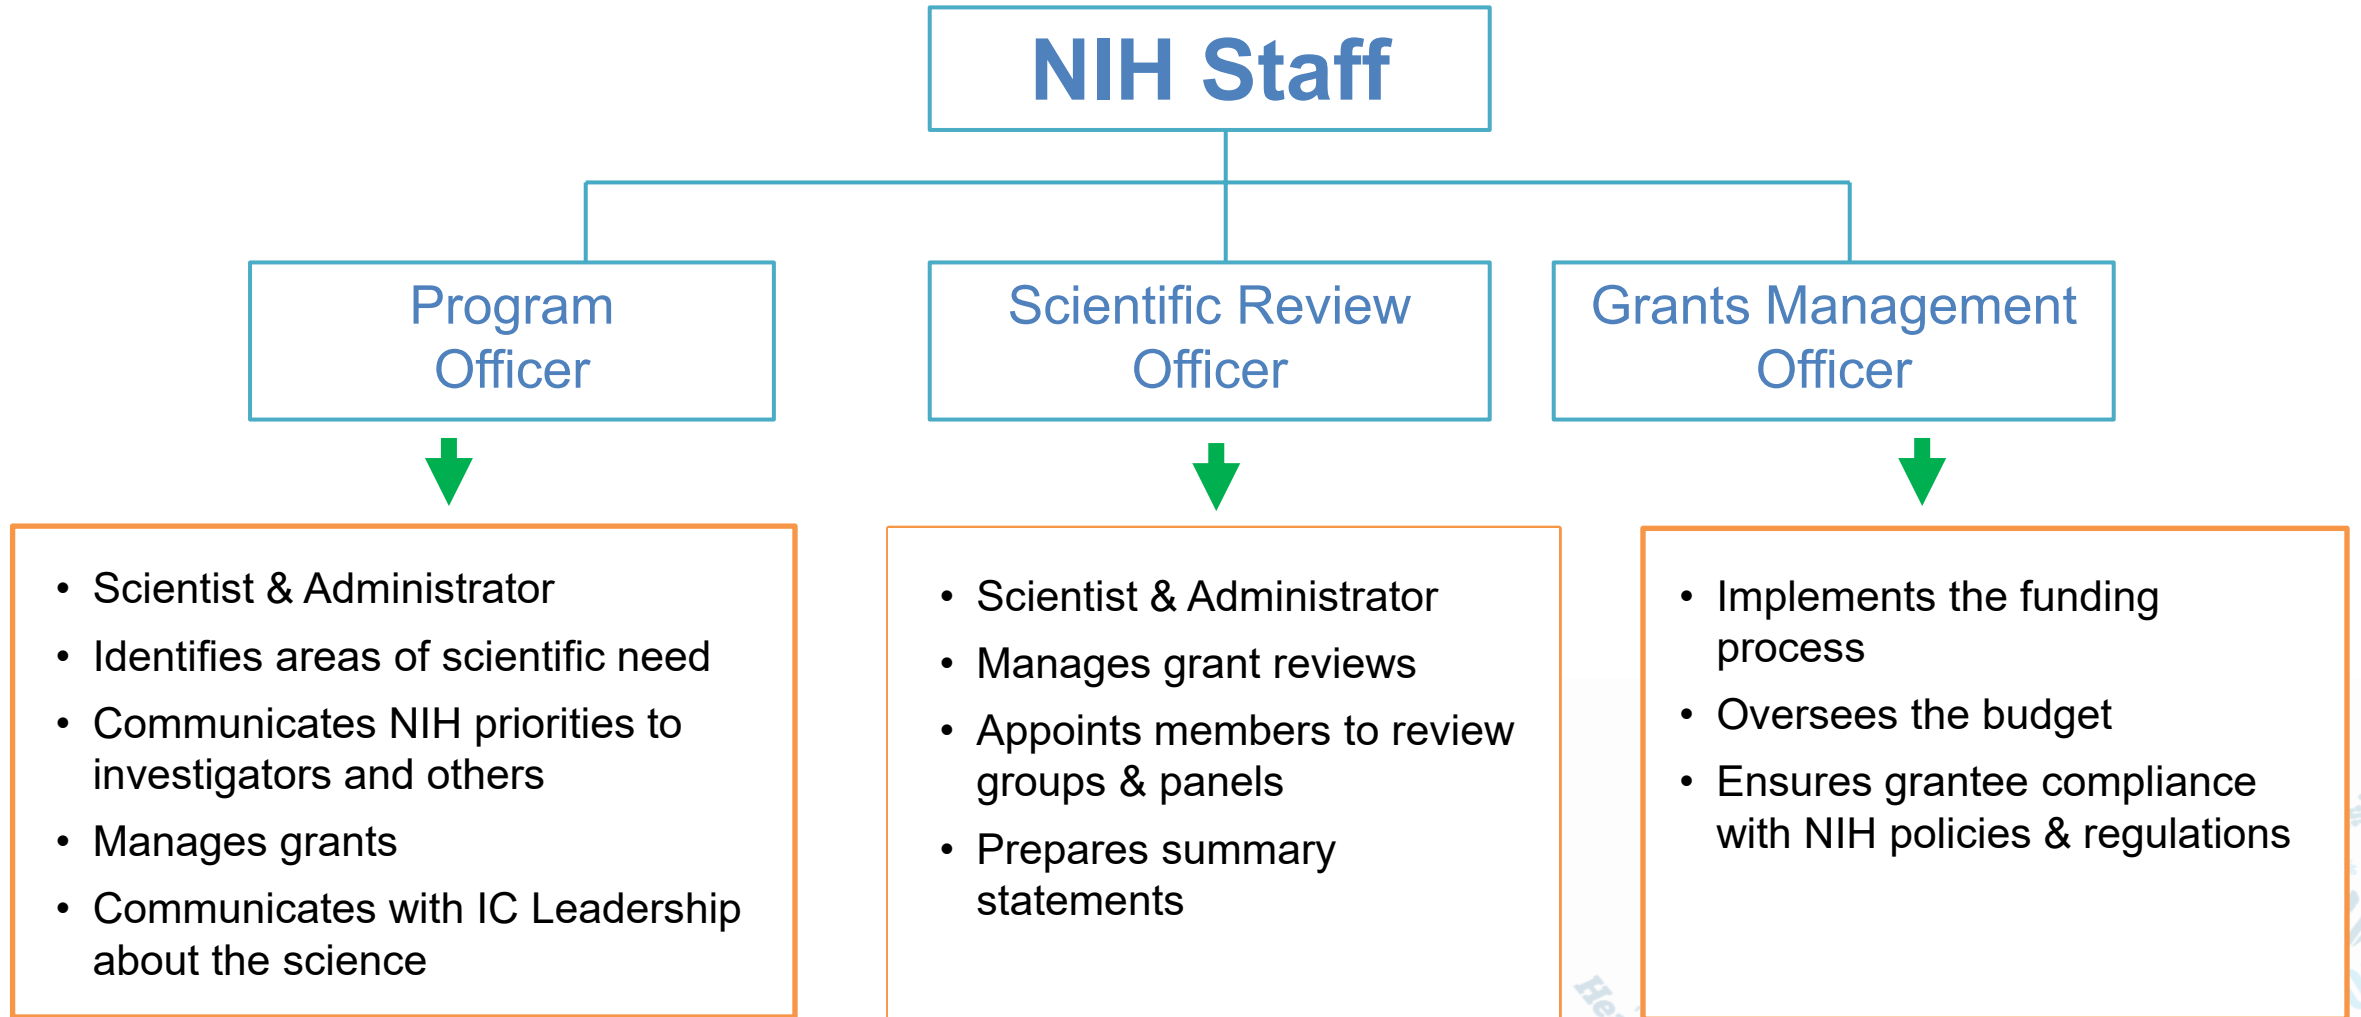 NIH Staff
Program
Officer
Scientific Review
Officer
Grants Management
Officer
• Scientist & Administrator
• Identifies areas of scientific need
• Communicates NIH priorities to
investigators and others
• Manages grants
• Communicates with IC Leadership
about the science
• Scientist & Administrator
• Manages grant reviews
• Appoints members to review
groups & panels
• Prepares summary
statements
• Implements the funding
process
• Oversees the budget
• Ensures grantee compliance
with NIH policies & regulations